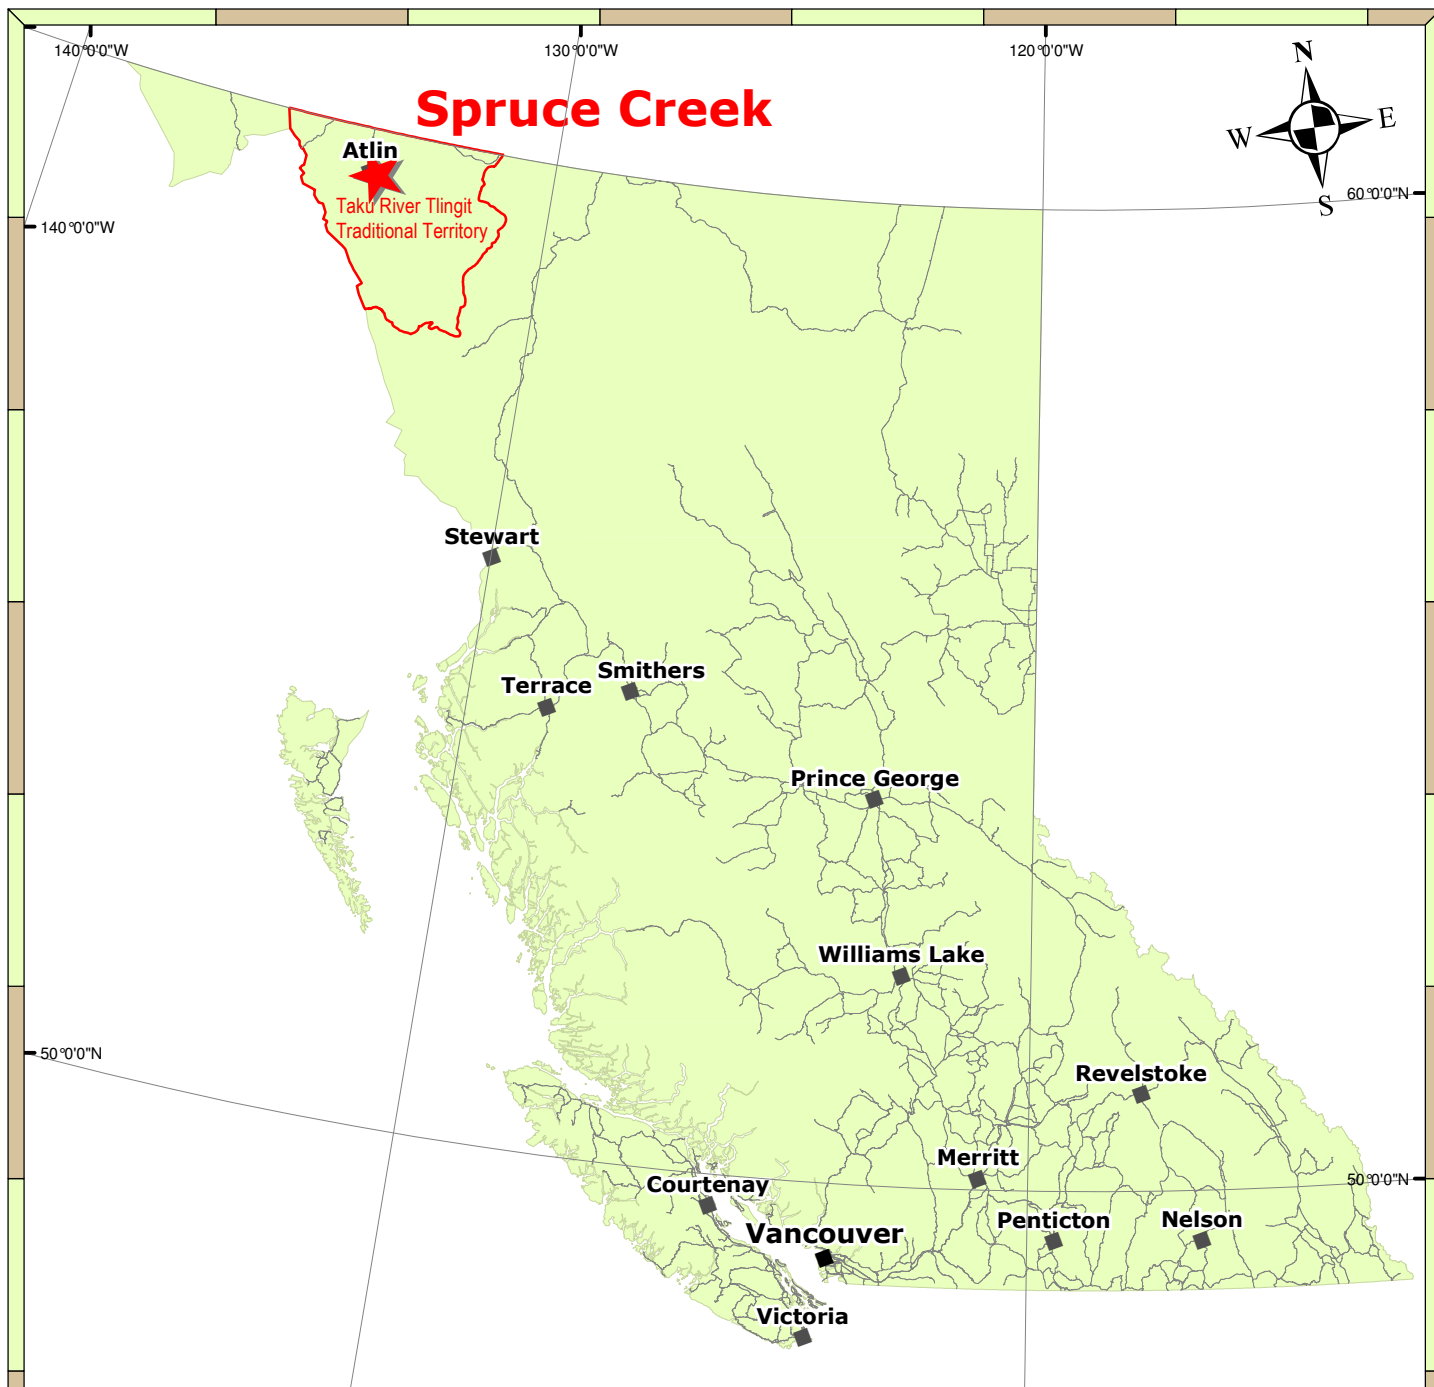 140°0'0"W
130°0'0"W
120°0'0"W
N
W
E
S
Spruce Creek
Atlin
60°0'0"N
Taku River Tlingit
Traditional Territory
140°0'0"W
Stewart
Smithers
Terrace
Prince George
Williams Lake
50°0'0"N
Revelstoke
Merritt
50°0'0"N
Courtenay
Penticton
Nelson
Vancouver
Victoria